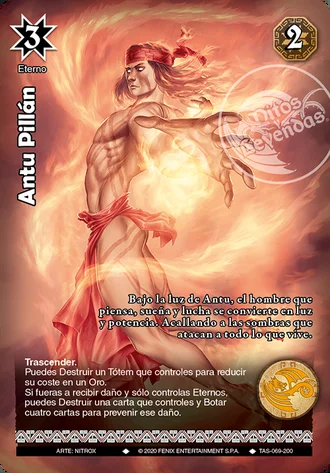 3
2
Eterno
Antu Pillán
Mitos
Leyendas
Bajo la luz de Antu, el hombre que
piensa, sueña y lucha se convierte en luz
y potencia. Acallando a las sombras que
atacan a todo lo que vive.
Trascender.
Puedes Destruir un Tótem que controles para reducir
su coste en un Oro.
Si fueras a recibir daño y sólo controlas Eternos,
puedes Destruir una carta que controles y Botar
cuatro cartas para prevenir ese daño.
ARTE: NITROX © 2020 FENIX ENTERTAINMENT S.P.A. TAS-069-200